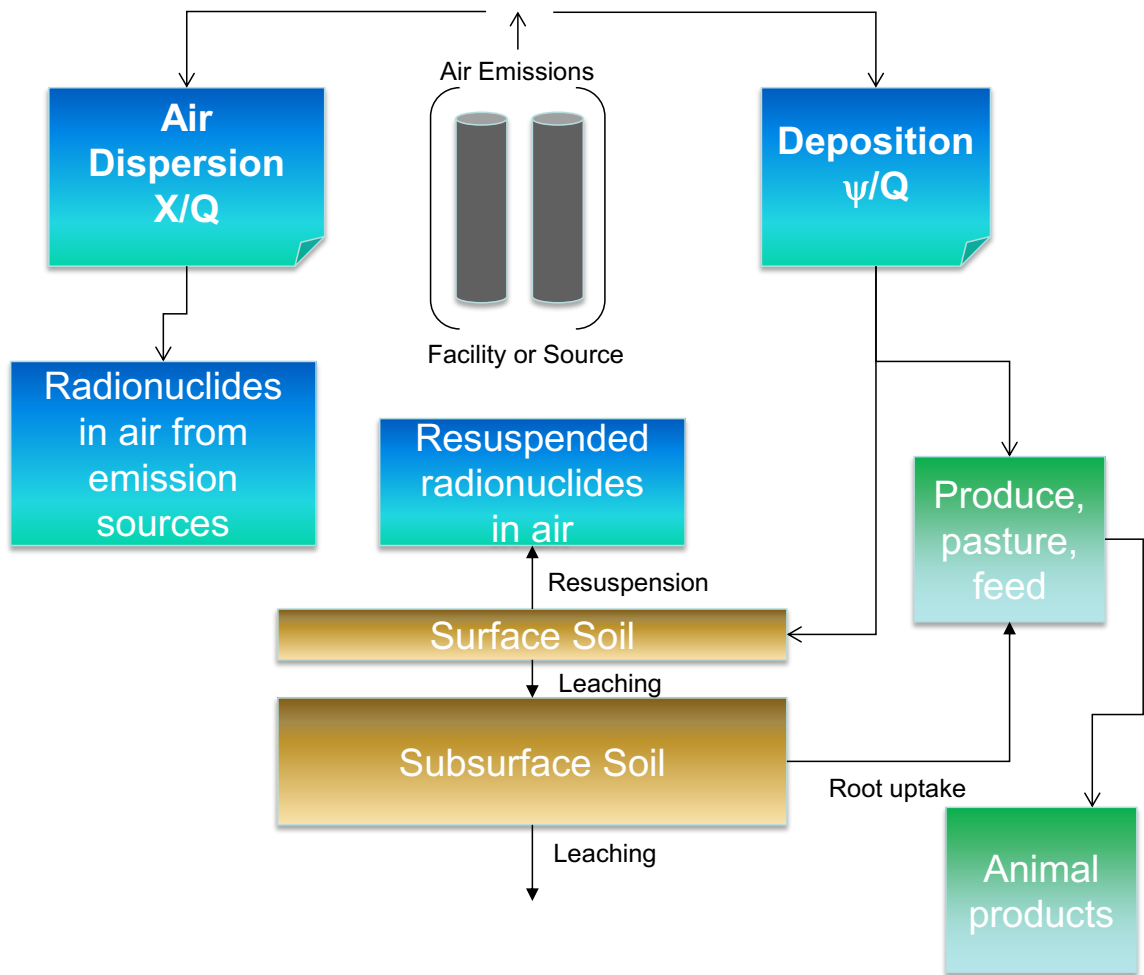 Air Emissions
Air
Dispersion
X/Q
Deposition
ψ/Q
Facility or Source
Radionuclides
in air from
emission
sources
Resuspended
radionuclides
in air
Produce,
pasture,
feed
Resuspension
Surface Soil
Leaching
Subsurface Soil
Root uptake
Leaching
Animal
products